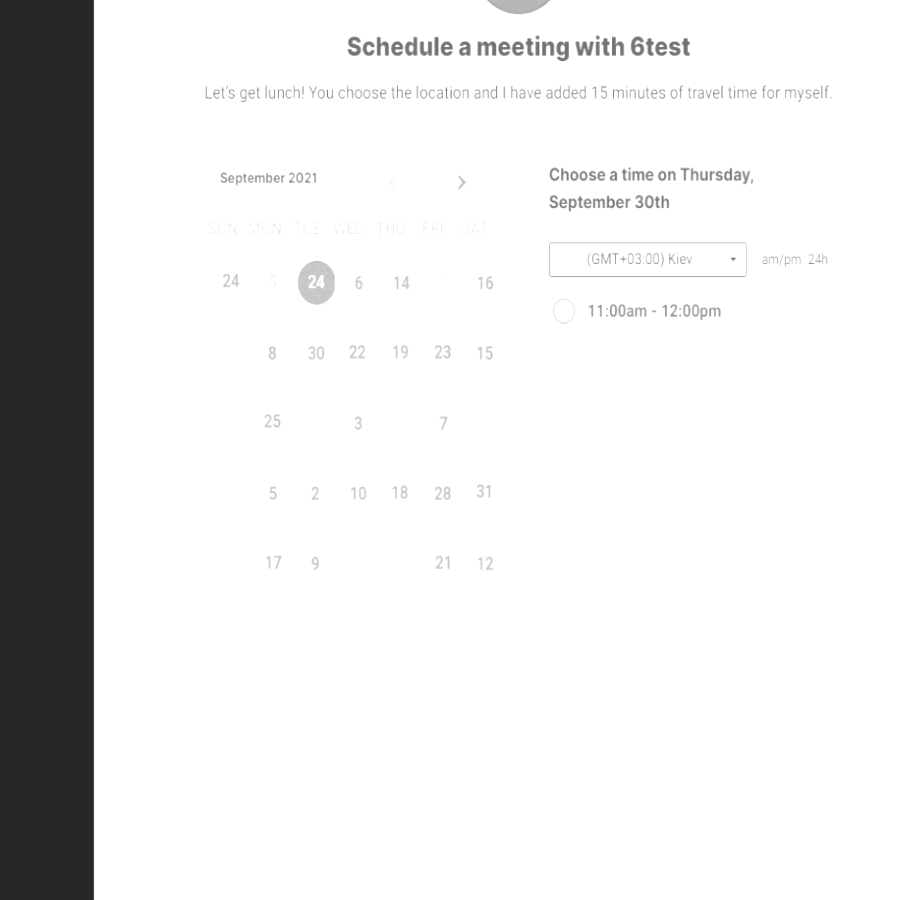 Schedule a meeting with 6test
Let's get lunch! You choose the location and I have added 15 minutes of travel time for myself.
September 2021
SUN MON TUE WED THU FRI SAT
24 5 24 6 14 16
8 30 22 19 23 15
25 3 7
5 2 10 18 28 31
17 9 21 12
Choose a time on Thursday,
September 30th
(GMT+03:00) Kiev
am/pm 24h
11:00am - 12:00pm